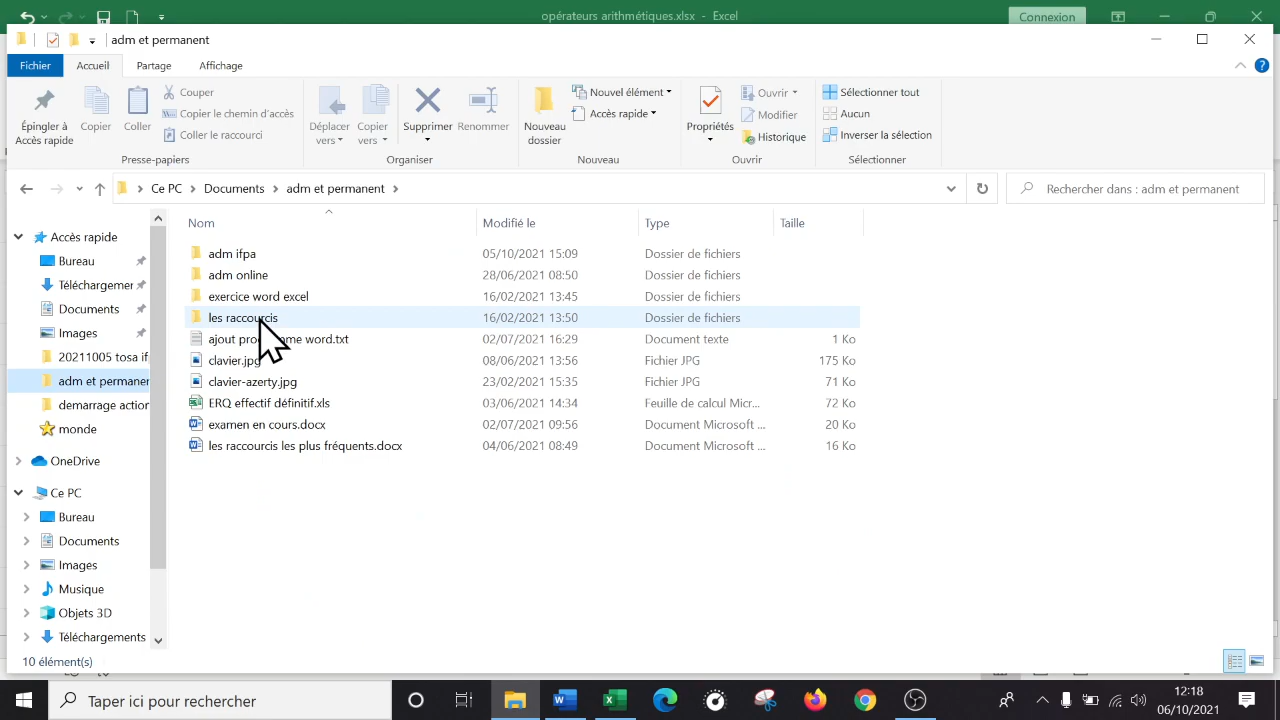 opérateurs arithmétiques.xlsx - Excel
Connexion
adm et permanent
Fichier
Accueil
Partage
Affichage
Épingler à Accès rapide
Copier
Coller
Couper
Copier le chemin d'accès
Coller le raccourci
Presse-papiers
Déplacer vers
Copier vers
Supprimer
Renommer
Organiser
Nouveau dossier
Nouvel élément
Accès rapide
Nouveau
Propriétés
Ouvrir
Modifier
Historique
Ouvrir
Sélectionner tout
Aucun
Inverser la sélection
Sélectionner
Ce PC > Documents > adm et permanent >
Rechercher dans : adm et permanent
Accès rapide
Bureau
Téléchargemer
Documents
Images
20211005 tosa if
adm et permaner
demarrage action
monde
OneDrive
Ce PC
Bureau
Documents
Images
Musique
Objets 3D
Téléchargements
Nom Modifié le Type Taille
adm ifpa 05/10/2021 15:09 Dossier de fichiers
adm online 28/06/2021 08:50 Dossier de fichiers
exercice word excel 16/02/2021 13:45 Dossier de fichiers
les raccourcis 16/02/2021 13:50 Dossier de fichiers
ajout pro me word.txt 02/07/2021 16:29 Document texte 1 Ko
clavier.jpg 08/06/2021 13:56 Fichier JPG 175 Ko
clavier-azerty.jpg 23/02/2021 15:35 Fichier JPG 71 Ko
ERQ effectif définitif.xls 03/06/2021 14:34 Feuille de calcul Micr... 72 Ko
examen en cours.docx 02/07/2021 09:56 Document Microsoft ... 20 Ko
les raccourcis les plus fréquents.docx 04/06/2021 08:49 Document Microsoft ... 16 Ko
10 élément(s)
Taper ici pour rechercher
12:18
06/10/2021